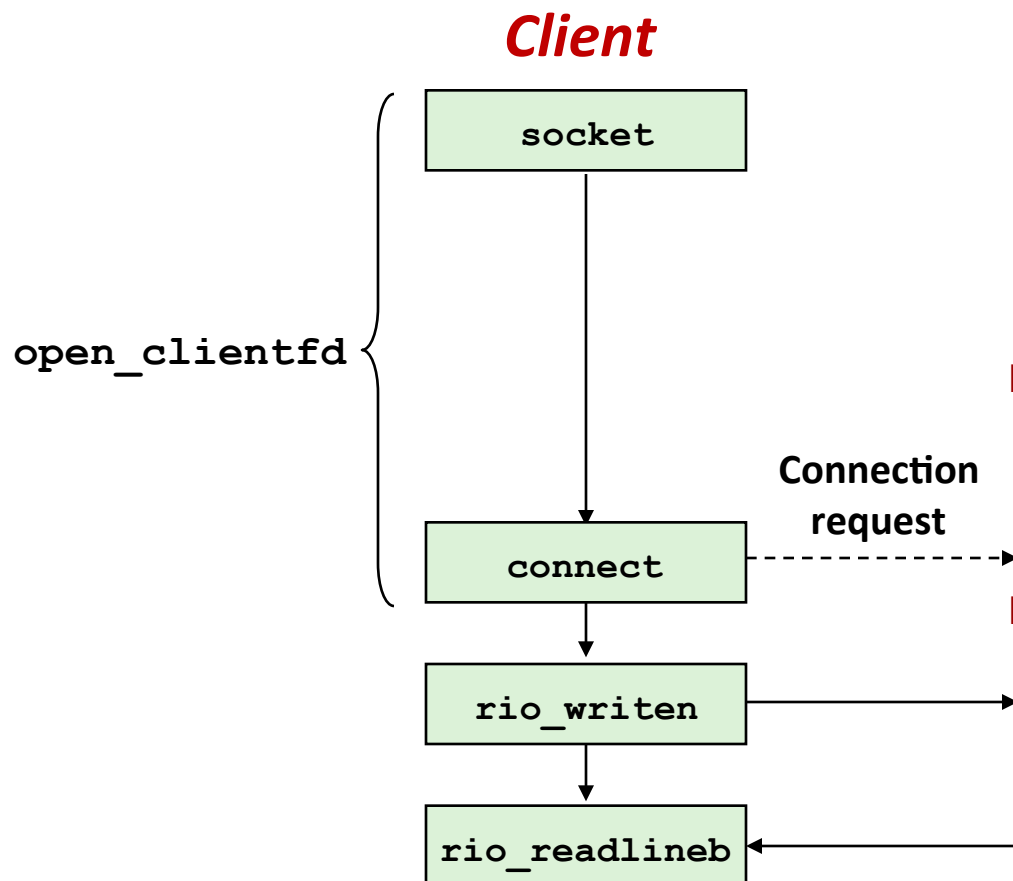 Client
socket
open_clientfd
Connection
request
connect
rio_writen
rio_readlineb